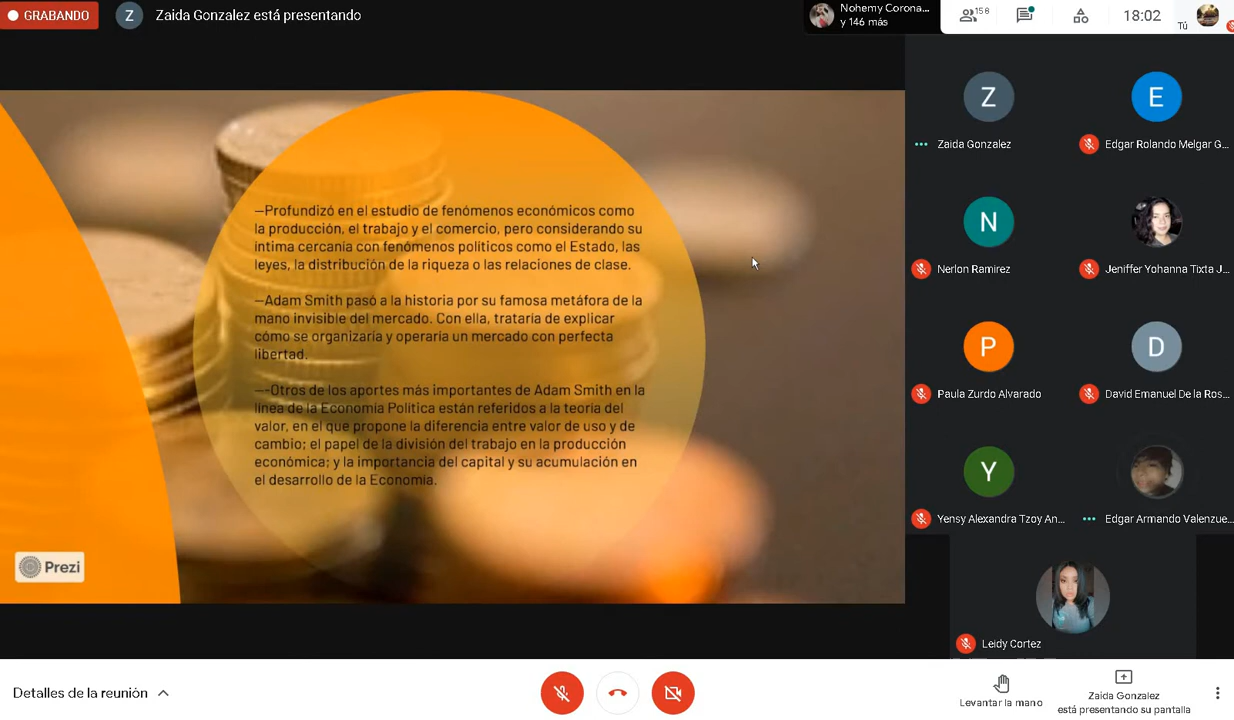 GRABANDO
Z
Zaida Gonzalez está presentando
Nohemy Corona...
y 146 más
156
18:02
Tú
—Profundizó en el estudio de fenómenos económicos como
la producción, el trabajo y el comercio, pero considerando su
íntima cercanía con fenómenos políticos como el Estado, las
leyes, la distribución de la riqueza o las relaciones de clase.
—Adam Smith pasó a la historia por su famosa metáfora de la
mano invisible del mercado. Con ella, trataría de explicar
cómo se organizaría y operaría un mercado con perfecta
libertad.
—-Otros de los aportes más importantes de Adam Smith en la
línea de la Economía Política están referidos a la teoría del
valor, en el que propone la diferencia entre valor de uso y de
cambio; el papel de la división del trabajo en la producción
económica; y la importancia del capital y su acumulación en
el desarrollo de la Economía.
Prezi
Z
Zaida Gonzalez
E
Edgar Rolando Melgar G...
N
Nerlon Ramirez
Jeniffer Yohanna Tixta J...
P
Paula Zurdo Alvarado
D
David Emanuel De la Ros...
Y
Yensy Alexandra Tzoy An...
Edgar Armando Valenzue...
Leidy Cortez
Detalles de la reunión
Levantar la mano
Zaida Gonzalez
está presentando su pantalla